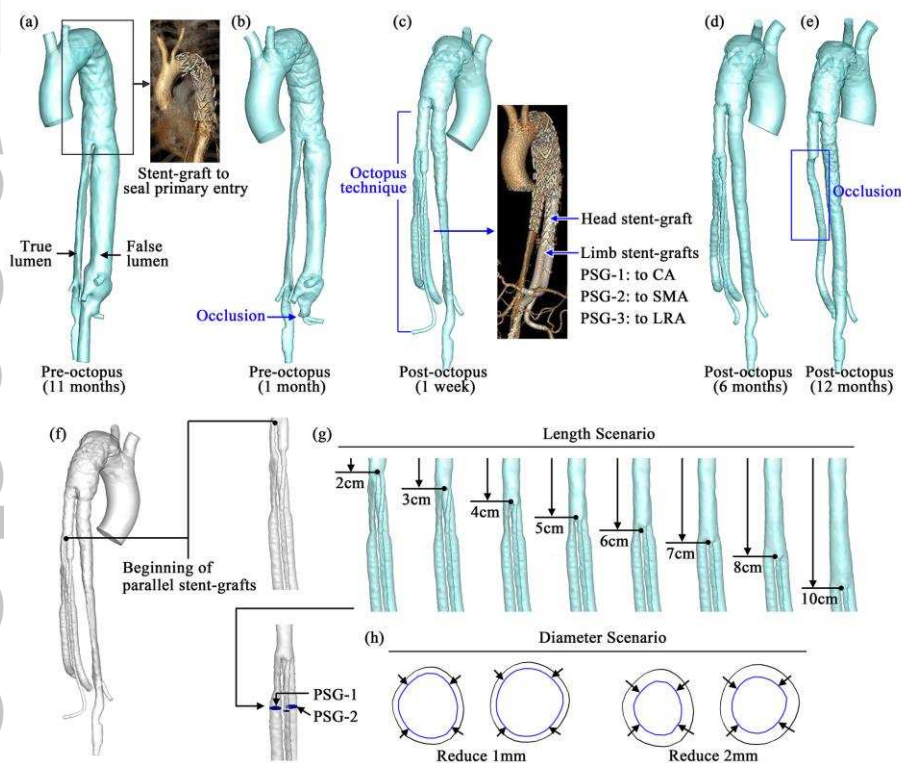 (a)
Stent-graft to
seal primary entry
True
lumen
False
lumen
Pre-octopus
(11 months)
(b)
Occlusion
Pre-octopus
(1 month)
(c)
Octopus
technique
Head stent-graft
Limb stent-grafts
PSG-1: to CA
PSG-2: to SMA
PSG-3: to LRA
Post-octopus
(1 week)
(d)
Post-octopus
(6 months)
(e)
Occlusion
Post-octopus
(12 months)
(f)
Beginning of
parallel stent-grafts
PSG-1
PSG-2
(g)
Length Scenario
2cm
3cm
4cm
5cm
6cm
7cm
8cm
10cm
(h)
Diameter Scenario
Reduce 1mm
Reduce 2mm